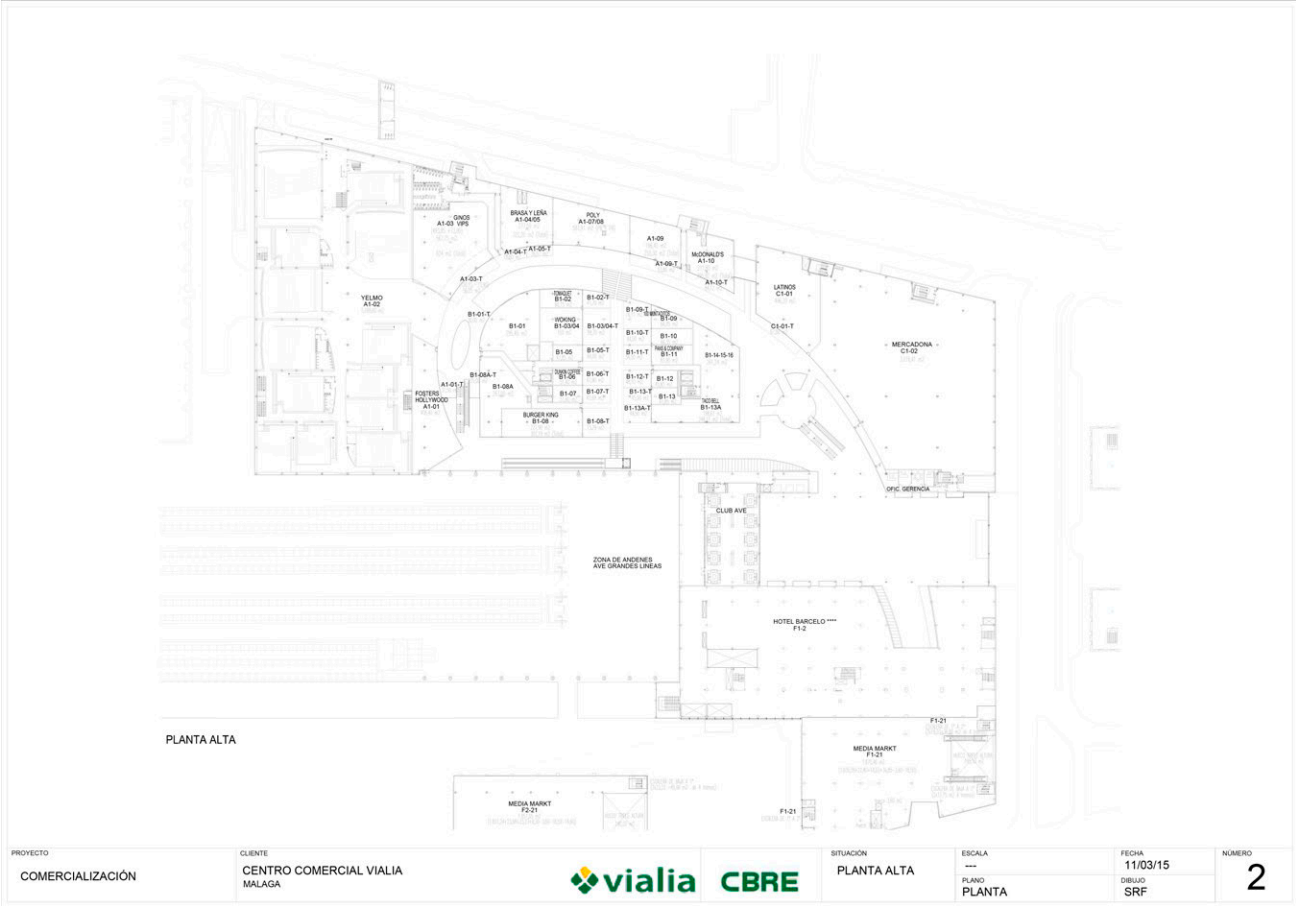 GINOS
A1-03 VIPS
BRASA Y LEÑA
A1-04/05
POLY
A1-07/08
A1-09
McDONALD'S
A1-10
A1-04-T
A1-05-T
A1-09-T
A1-10-T
A1-03-T
LATINOS
C1-01
C1-01-T
YELMO
A1-02
MERCADONA
C1-02
B1-01-T
B1-01
B1-02
B1-02-T
WOKING
B1-03/04
B1-03/04-T
B1-05
B1-05-T
DUNKIN COFFEE
B1-06
B1-06-T
B1-07
B1-07-T
B1-08A-T
B1-08A
BURGER KING
B1-08
B1-08-T
B1-09-T
B1-09
B1-10-T
B1-10
B1-11-T
B1-11
B1-12-T
B1-12
B1-13-T
B1-13
B1-13A-T
TACO BELL
B1-13A
B1-14-15-16
A1-01-T
FOSTERS
HOLLYWOOD
A1-01
OFIC. GERENCIA
CLUB AVE
ZONA DE ANDENES
AVE GRANDES LINEAS
HOTEL BARCELO ****
F1-2
F1-21
MEDIA MARKT
F1-21
F1-21
MEDIA MARKT
F2-21
PLANTA ALTA
PROYECTO
COMERCIALIZACIÓN
CLIENTE
CENTRO COMERCIAL VIALIA
MALAGA
vialia
CBRE
SITUACIÓN
PLANTA ALTA
ESCALA
---
PLANO
PLANTA
FECHA
11/03/15
DIBUJO
SRF
NÚMERO
2